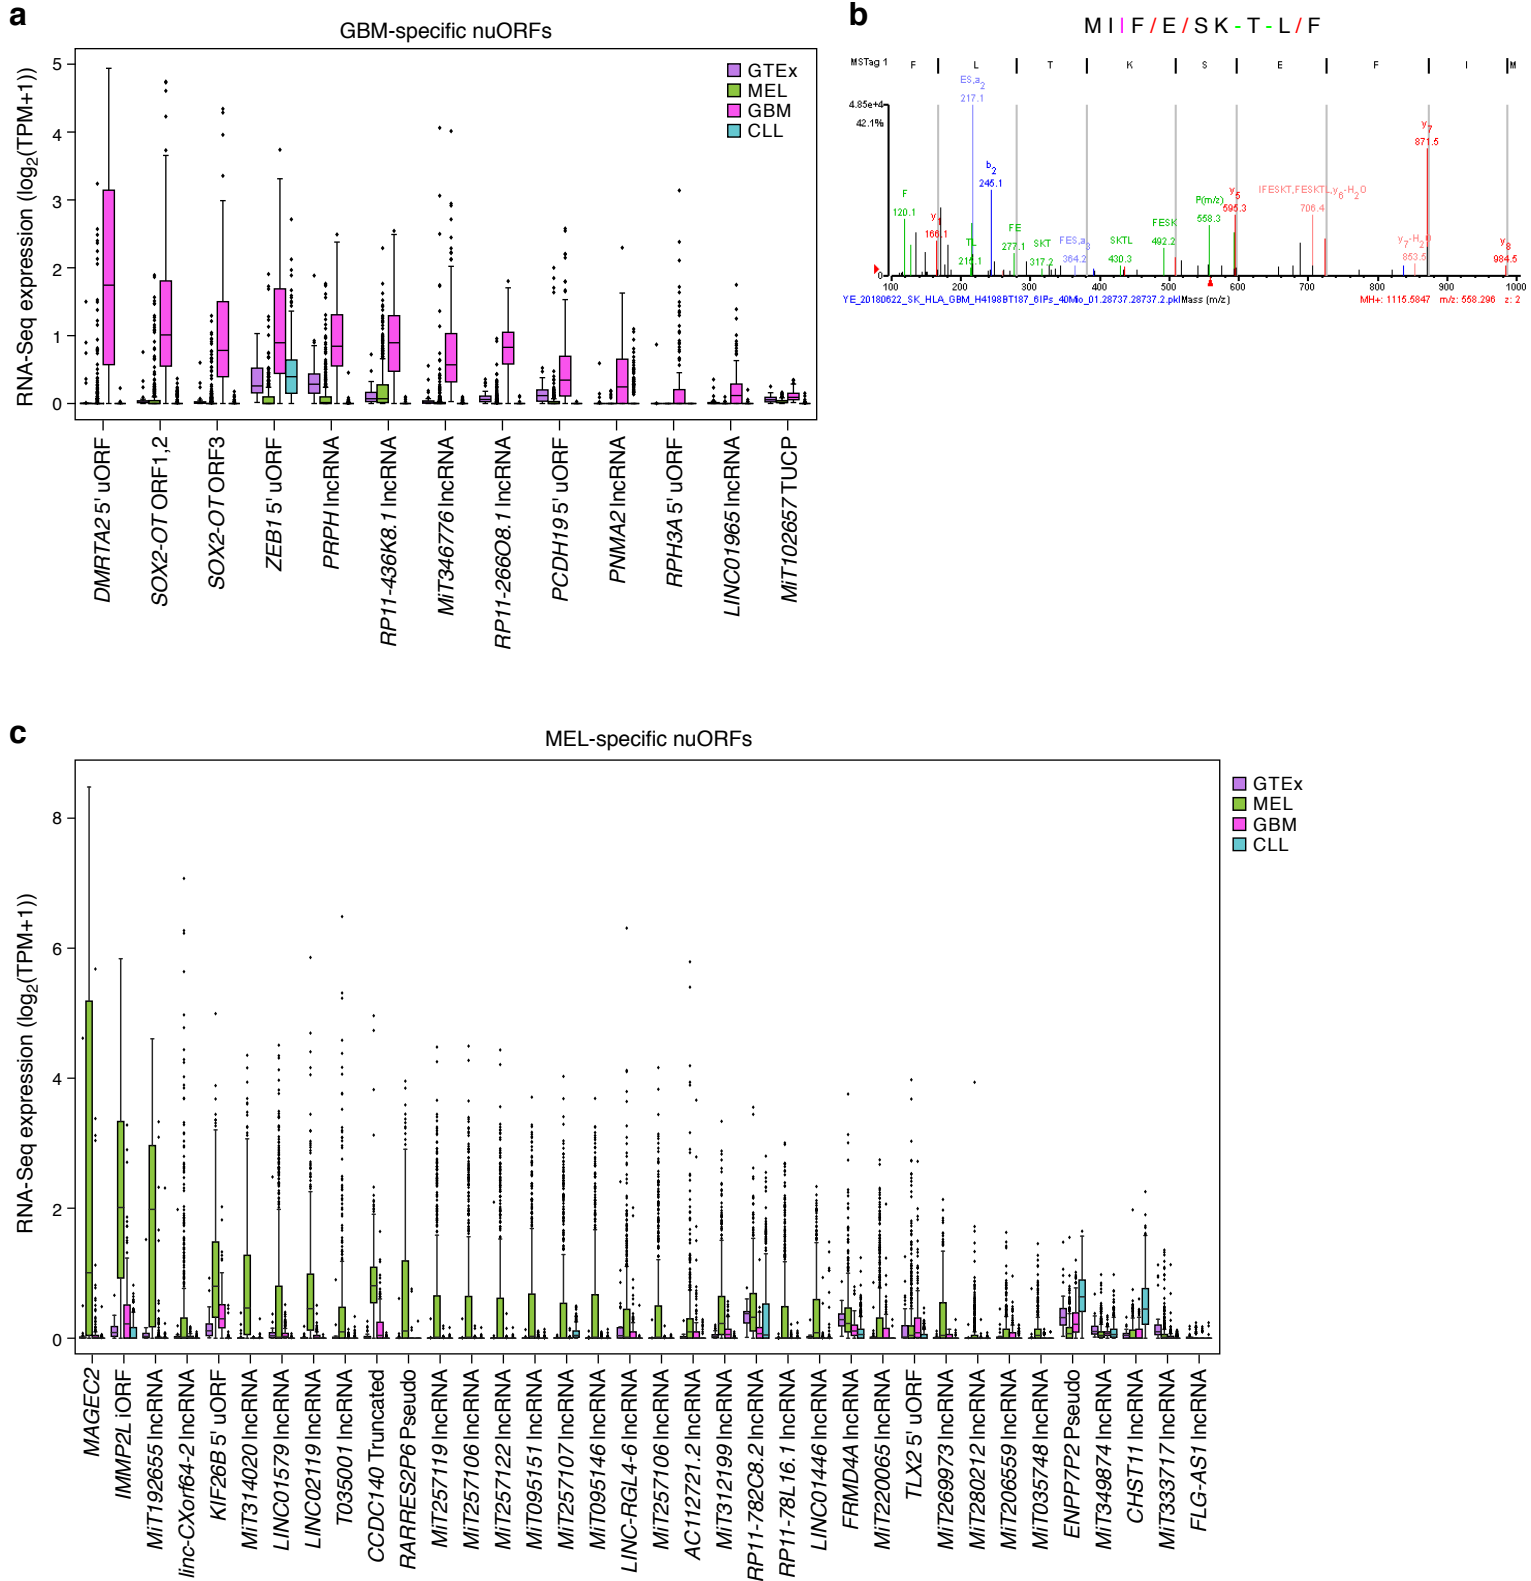 a
GBM-specific nuORFs
RNA-Seq expression (log2(TPM+1))
5
4
3
2
1
0
GTEx
MEL
GBM
CLL
DMRTA2 5' uORF
SOX2-OT ORF1,2
SOX2-OT ORF3
ZEB1 5' uORF
PRPH lncRNA
RP11-436K8.1 lncRNA
MiT346776 lncRNA
RP11-266O8.1 lncRNA
PCDH19 5' uORF
PNMA2 lncRNA
RPH3A 5' uORF
LINC01965 lncRNA
MiT102657 TUCP
b
M I I F / E / S K - T - L / F
MSTag 1 F L T K S E F I M
4.85e+4
42.1%
0
ES,a2
217.1
b2
245.1
F
120.1
y
166.1
TL
215.1
FE
277.1
SKT
317.2
FES,a3
364.2
SKTL
430.3
FESK
492.2
P(m/z)
558.3
y5
595.3
IFESKT,FESKTL,y6-H2O
706.4
y7-H2O
853.5
y7
871.5
y8
984.5
100 200 300 400 500 600 700 800 900 1000
YE_20180622_SK_HLA_GBM_H4198BT187_6IPs_40Mio_01.28737.28737.2.pkl Mass (m/z) MH+: 1115.5847 m/z: 558.296 z: 2
c
MEL-specific nuORFs
RNA-Seq expression (log2(TPM+1))
8
6
4
2
0
GTEx
MEL
GBM
CLL
MAGEC2
IMMP2L iORF
MiT192655 lncRNA
linc-CXorf64-2 lncRNA
KIF26B 5' uORF
MiT314020 lncRNA
LINC01579 lncRNA
LINC02119 lncRNA
T035001 lncRNA
CCDC140 Truncated
RARRES2P6 Pseudo
MiT257119 lncRNA
MiT257106 lncRNA
MiT257122 lncRNA
MiT095151 lncRNA
MiT257107 lncRNA
MiT095146 lncRNA
LINC-RGL4-6 lncRNA
MiT257106 lncRNA
AC112721.2 lncRNA
MiT312199 lncRNA
RP11-782C8.2 lncRNA
RP11-78L16.1 lncRNA
LINC01446 lncRNA
FRMD4A lncRNA
MiT220065 lncRNA
TLX2 5' uORF
MiT269973 lncRNA
MiT280212 lncRNA
MiT206559 lncRNA
MiT035748 lncRNA
ENPP7P2 Pseudo
MiT349874 lncRNA
CHST11 lncRNA
MiT333717 lncRNA
FLG-AS1 lncRNA